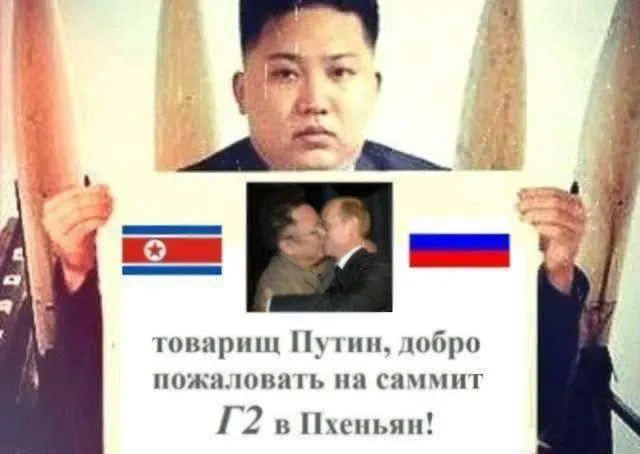 товарищ Путин, добро
пожаловать на саммит
Г2 в Пхеньян!